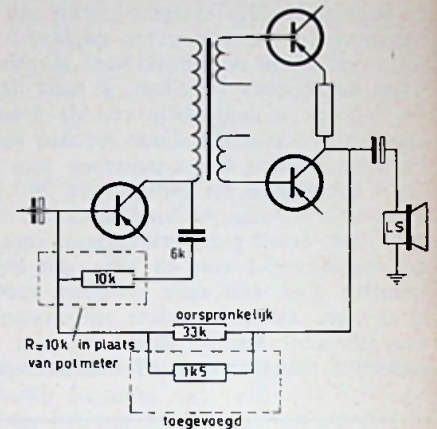 6k
LS
10k
oorspronkelijk
33k
R=10k in plaats
van potmeter
1k5
toegevoegd